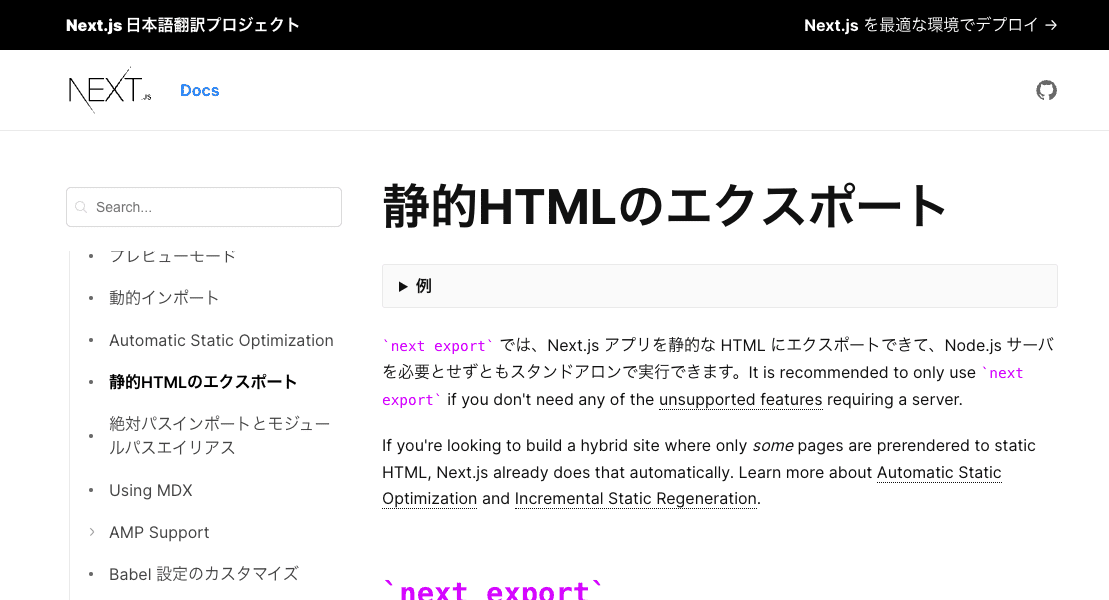 Next.js 日本語翻訳プロジェクト
Next.js を最適な環境でデプロイ →
NEXT.JS
Docs
Search...
プレビューモード
動的インポート
Automatic Static Optimization
静的HTMLのエクスポート
絶対パスインポートとモジュー
ルパスエイリアス
Using MDX
AMP Support
Babel 設定のカスタマイズ
静的HTMLのエクスポート
▶ 例
`next export` では、Next.js アプリを静的な HTML にエクスポートできて、Node.js サーバ
を必要とせずともスタンドアロンで実行できます。It is recommended to only use `next
export` if you don't need any of the unsupported features requiring a server.
If you're looking to build a hybrid site where only some pages are prerendered to static
HTML, Next.js already does that automatically. Learn more about Automatic Static
Optimization and Incremental Static Regeneration.
`next export`